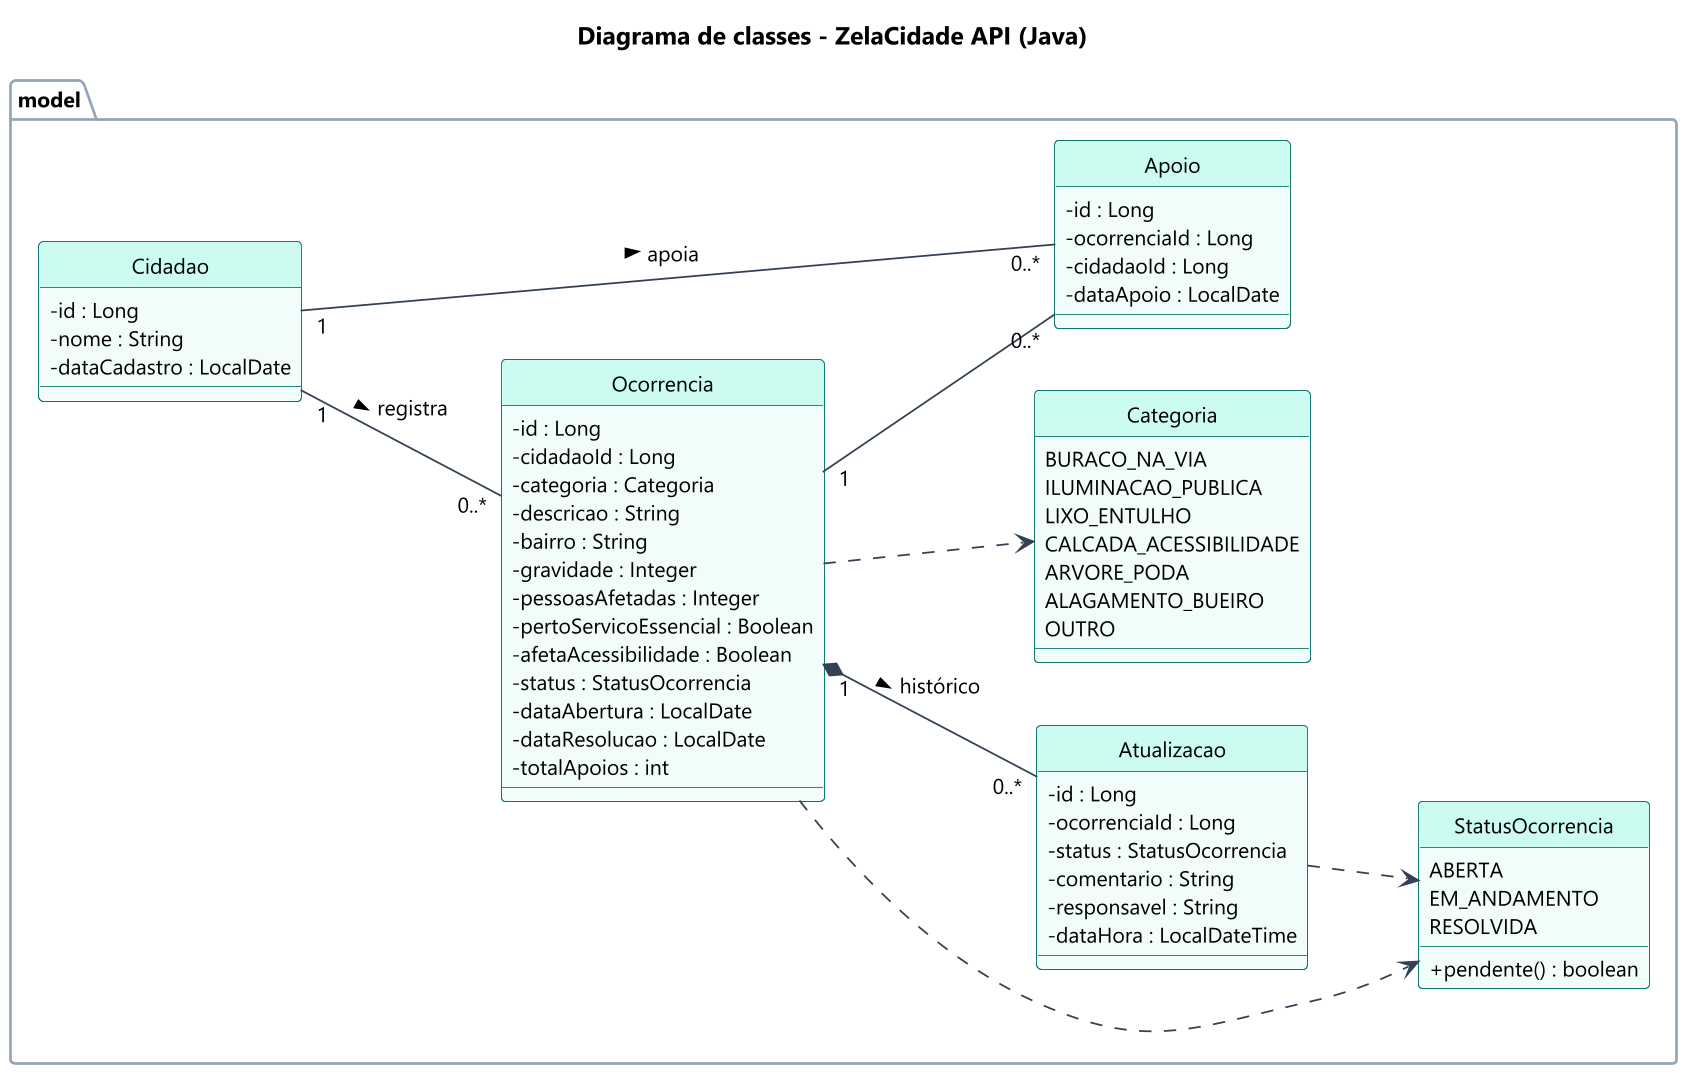 Diagrama de classes - ZelaCidade API (Java)
model
Cidadao
-id : Long
-nome : String
-dataCadastro : LocalDate
apoia
1
0..*
registra
1
0..*
Apoio
-id : Long
-ocorrenciaId : Long
-cidadaoId : Long
-dataApoio : LocalDate
0..*
1
Ocorrencia
-id : Long
-cidadaoId : Long
-categoria : Categoria
-descricao : String
-bairro : String
-gravidade : Integer
-pessoasAfetadas : Integer
-pertoServicoEssencial : Boolean
-afetaAcessibilidade : Boolean
-status : StatusOcorrencia
-dataAbertura : LocalDate
-dataResolucao : LocalDate
-totalApoios : int
Categoria
BURACO_NA_VIA
ILUMINACAO_PUBLICA
LIXO_ENTULHO
CALCADA_ACESSIBILIDADE
ARVORE_PODA
ALAGAMENTO_BUEIRO
OUTRO
histórico
1
0..*
Atualizacao
-id : Long
-ocorrenciaId : Long
-status : StatusOcorrencia
-comentario : String
-responsavel : String
-dataHora : LocalDateTime
StatusOcorrencia
ABERTA
EM_ANDAMENTO
RESOLVIDA
+pendente() : boolean